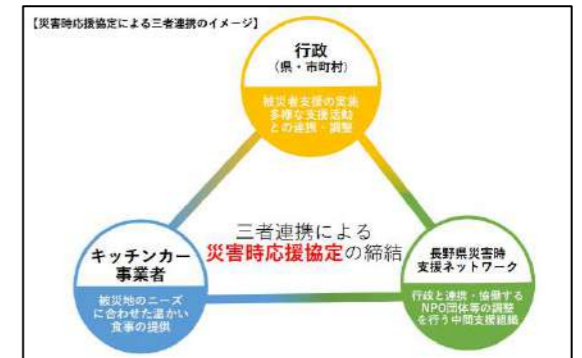 【災害時応援協定による三者連携のイメージ】
行政
（県・市町村）
被災者支援の実施
多様な支援活動
との連携・調整
三者連携による
災害時応援協定の締結
キッチンカー
事業者
被災地のニーズ
に合わせた温かい
食事の提供
長野県災害時
支援ネットワーク
行政と連携・協働する
NPO団体等の調整
を行う中間支援組織